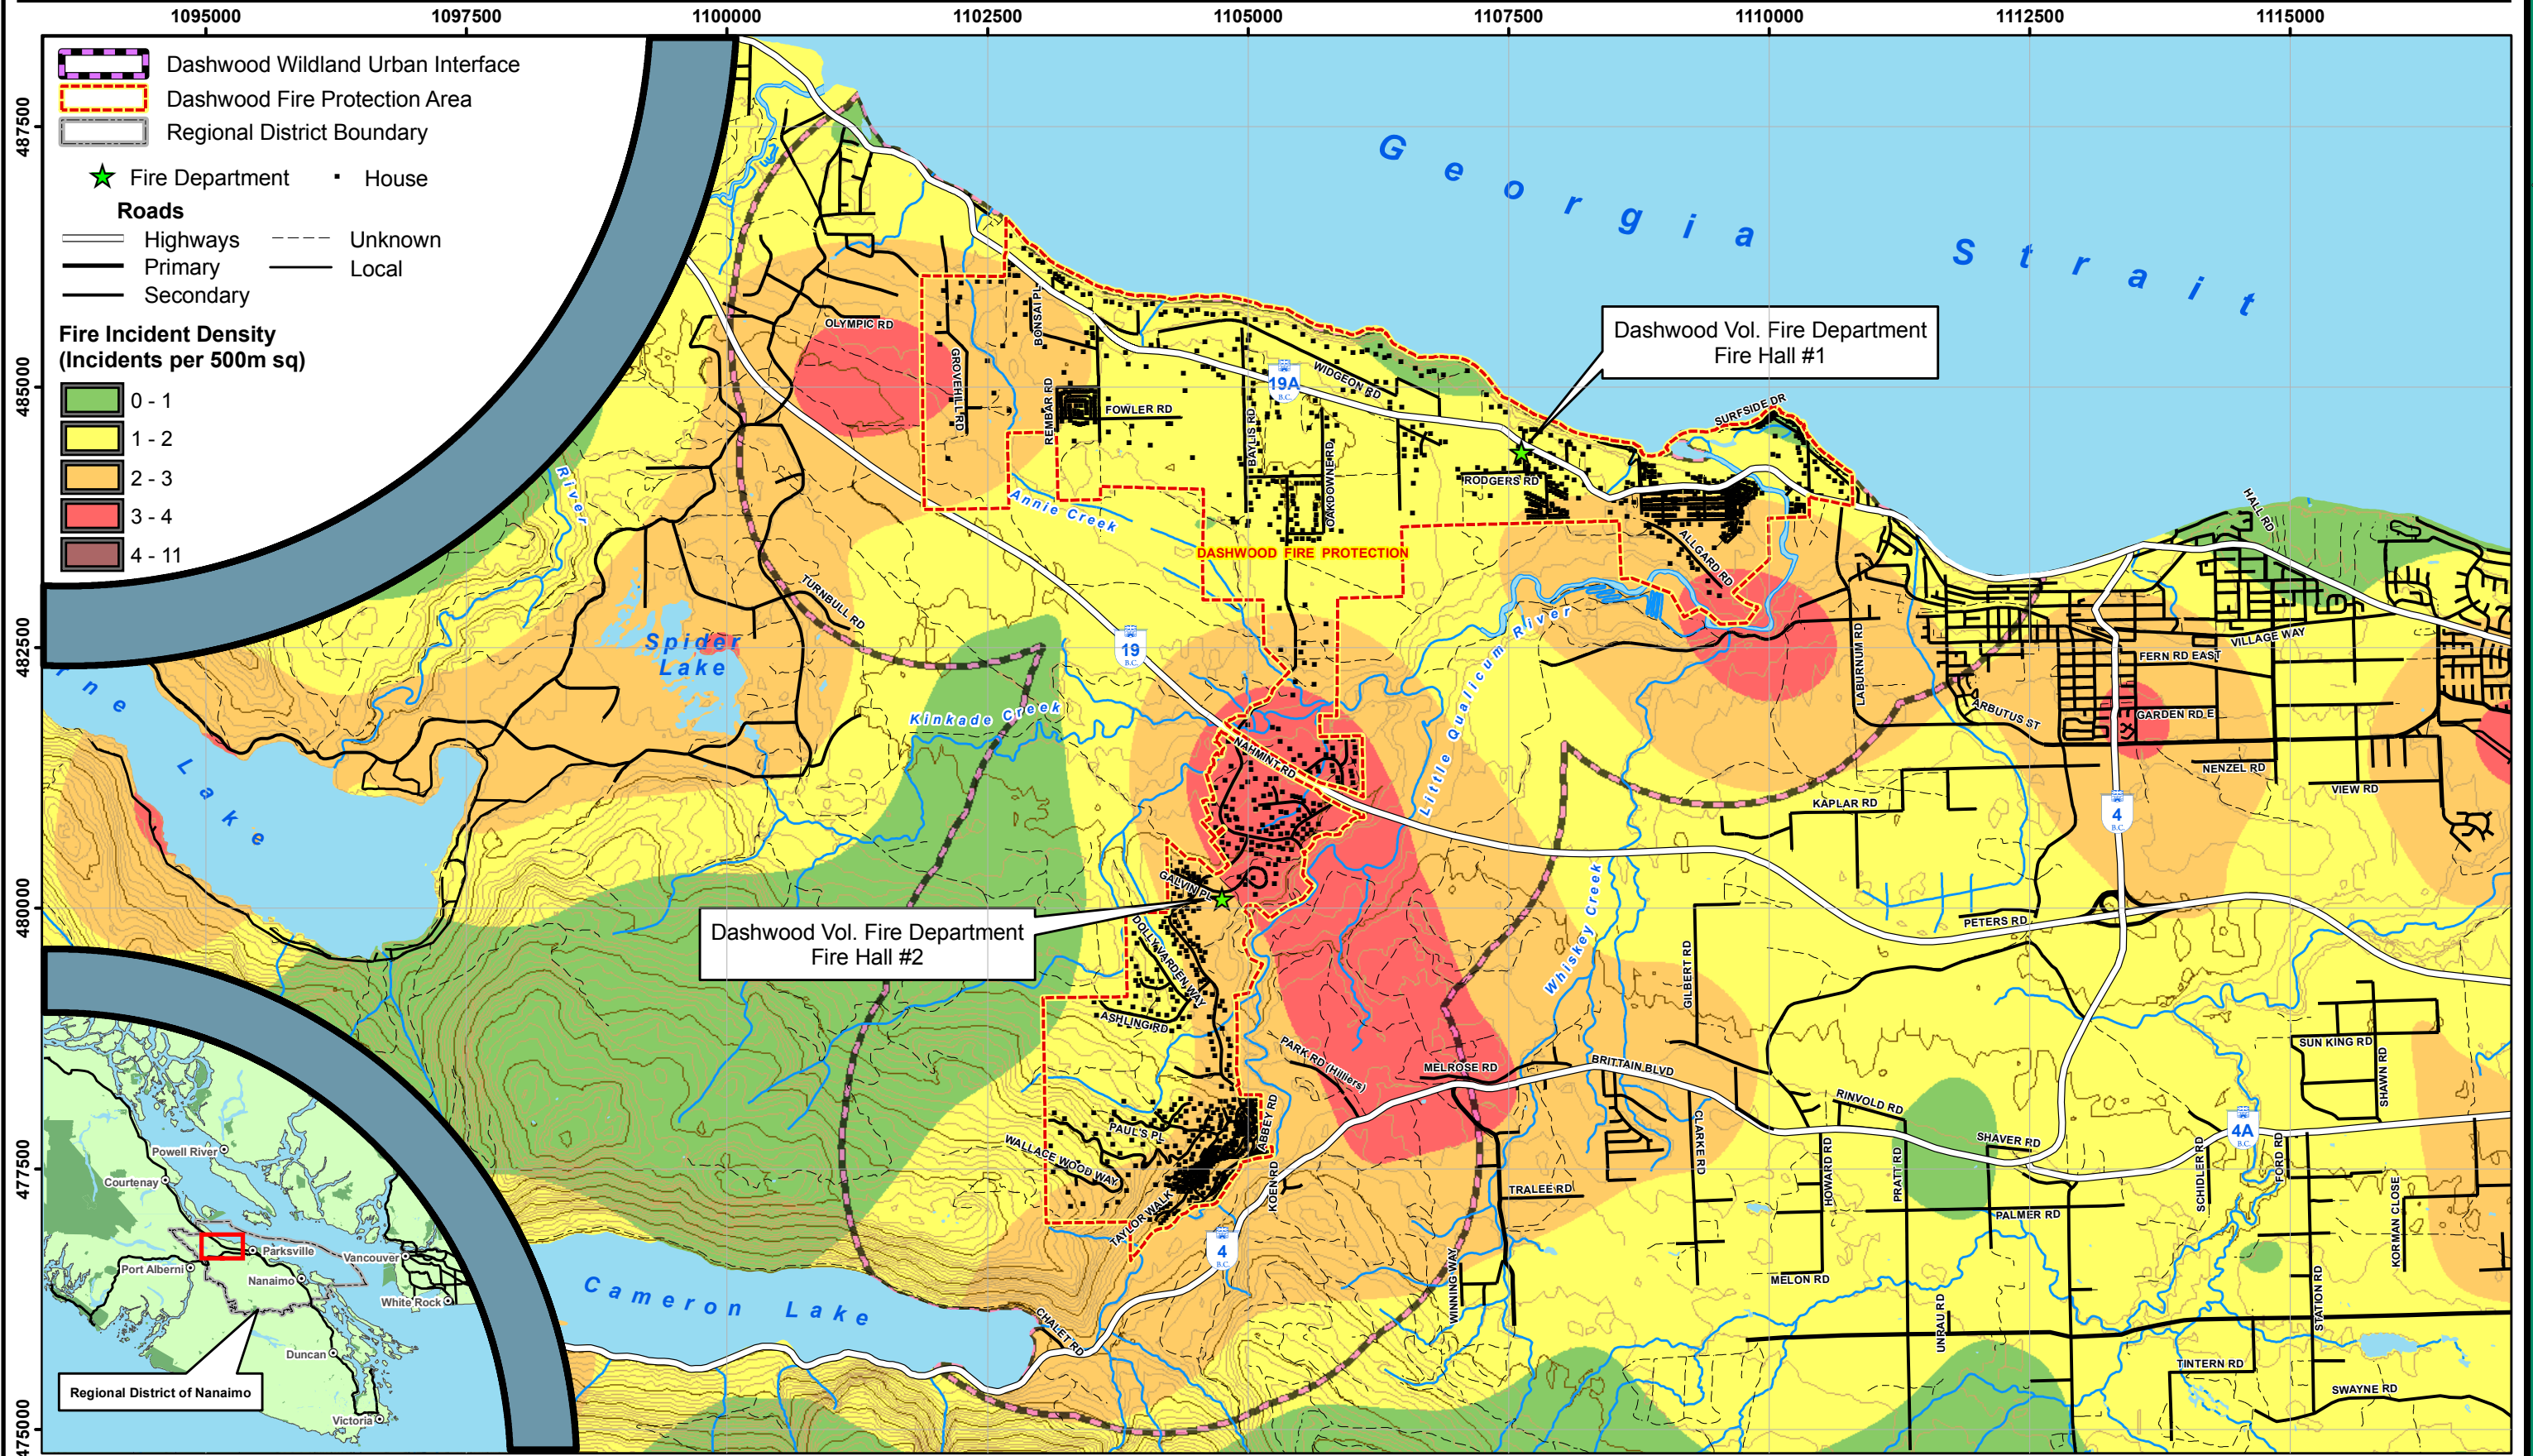 1095000
1097500
1100000
1102500
1105000
1107500
1110000
1112500
1115000
487500
485000
482500
480000
477500
475000
Dashwood Wildland Urban Interface
Dashwood Fire Protection Area
Regional District Boundary
Fire Department
House
Roads
Highways
Unknown
Primary
Local
Secondary
Fire Incident Density
(Incidents per 500m sq)
0 - 1
1 - 2
2 - 3
3 - 4
4 - 11
Georgia Strait
Dashwood Vol. Fire Department
Fire Hall #1
OLYMPIC RD
BONSAI PL
GROVEHILL RD
REMBAR RD
FOWLER RD
BAYLIS RD
19A
B.C.
WIDGEON RD
OAKDOWNE RD
RODGERS RD
SURFSIDE DR
ALLGARD RD
HALL RD
River
Annie Creek
DASHWOOD FIRE PROTECTION
TURNBULL RD
Spider
Lake
19
B.C.
Little Qualicum River
LABURNUM RD
VILLAGE WAY
FERN RD EAST
ARBUTUS ST
GARDEN RD E
NENZEL RD
VIEW RD
KAPLAR RD
4
B.C.
Kinkade Creek
NAHMINT RD
rne Lake
GALVIN PL
Dashwood Vol. Fire Department
Fire Hall #2
DOLLY VARDEN WAY
ASHLING RD
Whiskey Creek
GILBERT RD
PETERS RD
PARK RD (Hilliers)
MELROSE RD
BRITTAIN BLVD
SUN KING RD
SHAWN RD
RINVOLD RD
SHAVER RD
4A
B.C.
PAUL'S PL
ABBEY RD
WALLACE WOOD WAY
KOEN RD
TAYLOR WALK
4
B.C.
CLARKE RD
TRALEE RD
HOWARD RD
PRATT RD
PALMER RD
SCHIDLER RD
FORD RD
KORMAN CLOSE
MELON RD
WINNING WAY
UNRAU RD
STATION RD
TINTERN RD
SWAYNE RD
Cameron Lake
CHALET RD
Powell River
Courtenay
Parksville
Vancouver
Port Alberni
Nanaimo
White Rock
Duncan
Regional District of Nanaimo
Victoria